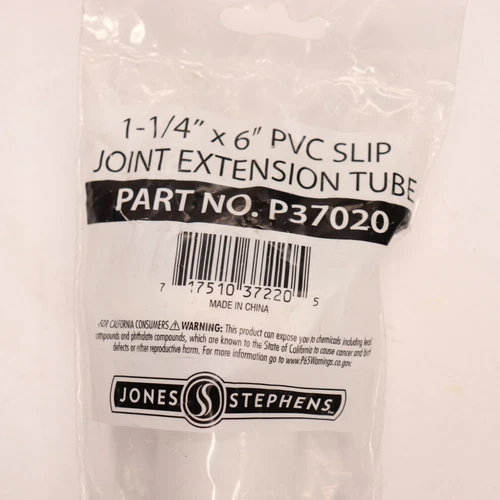 1-1/4" x 6" PVC SLIP
JOINT EXTENSION TUBE
PART NO. P37020
7 17510 37220 5
MADE IN CHINA
FOR CALIFORNIA CONSUMERS ⚠ WARNING: This product can expose you to chemicals including lead
compounds and phthalate compounds, which are known to the State of California to cause cancer and birth
defects or other reproductive harm. For more information go to www.P65Warnings.ca.gov.
JONES STEPHENS